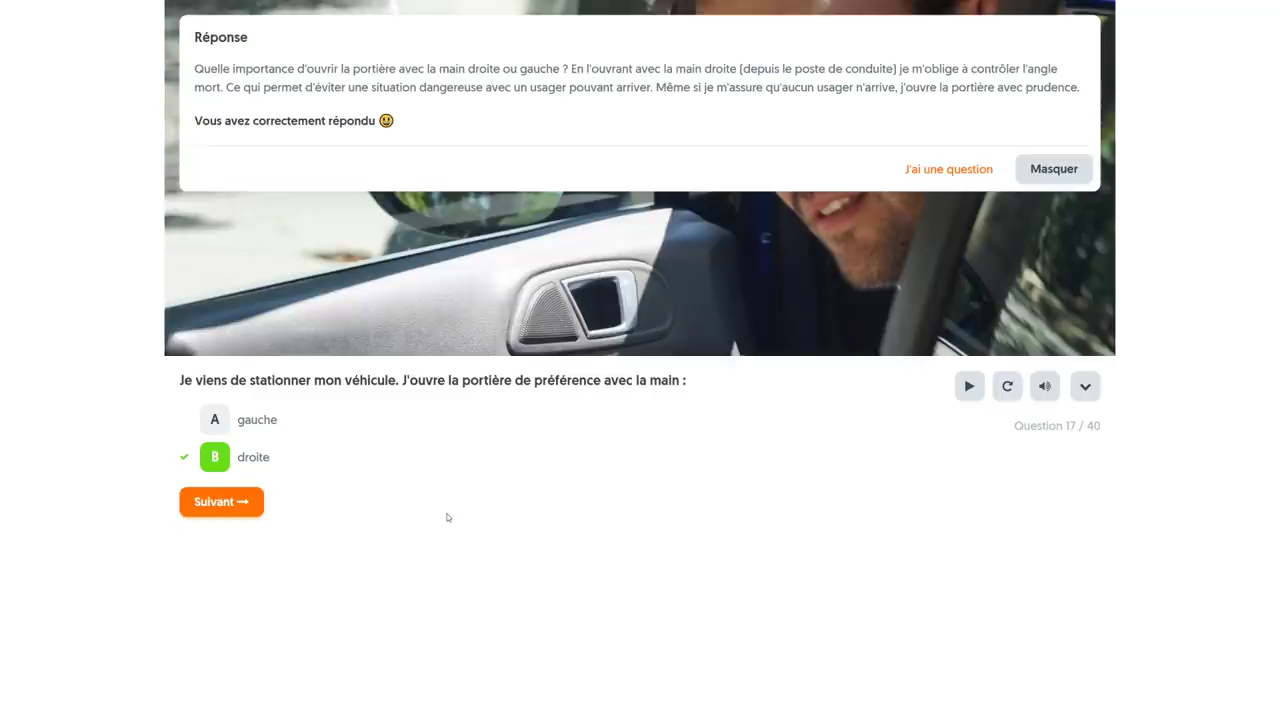 Réponse
Quelle importance d'ouvrir la portière avec la main droite ou gauche ? En l'ouvrant avec la main droite (depuis le poste de conduite) je m'oblige à contrôler l'angle
mort. Ce qui permet d'éviter une situation dangereuse avec un usager pouvant arriver. Même si je m'assure qu'aucun usager n'arrive, j'ouvre la portière avec prudence.
Vous avez correctement répondu 😃
J'ai une question
Masquer
Je viens de stationner mon véhicule. J'ouvre la portière de préférence avec la main :
A gauche
Question 17 / 40
B droite
Suivant →